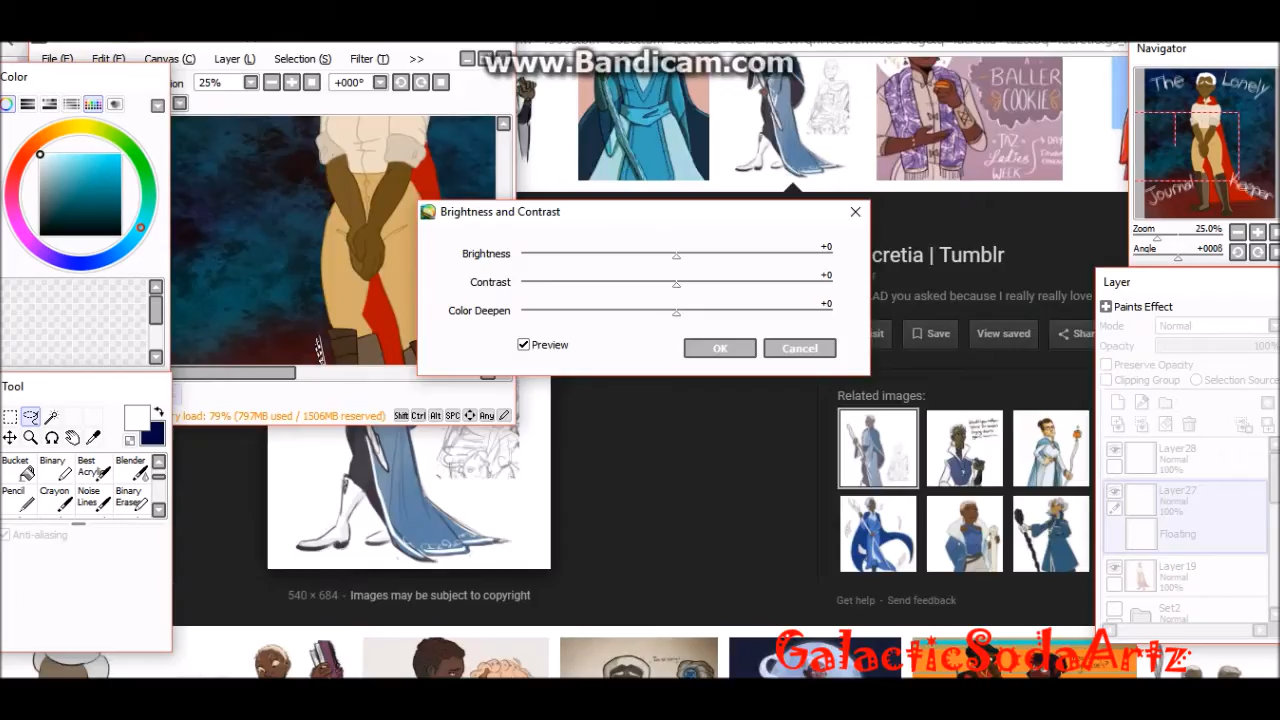 www.Bandicam.com
File (F) Edit (E) Canvas (C) Layer (L) Selection (S) Filter (T) >>
25% +000°
Color
Navigator
The Lonely
Journal Keeper
Zoom 25.0%
Angle
A BALLER
COOKIE
TAZ
Ladies
WEEK
Brightness and Contrast
Brightness +0
Contrast +0
Color Deepen +0
Preview
OK Cancel
cretia | Tumblr
AD you asked because I really really love
isit Save View saved Shar
Related images:
Get help - Send feedback
540 × 684 - Images may be subject to copyright
Layer
Paints Effect
Mode Normal
Opacity 100%
Preserve Opacity
Clipping Group Selection Source
Layer28
Normal
100%
Layer27
Normal
100%
Floating
Layer19
Normal
100%
Set2
Normal
Tool
ry load: 79% (797MB used / 1506MB reserved)
Shift Ctrl Alt SPC Any
Bucket Binary Best Acrylic Blender
Pencil Crayon Noise Lines Binary Eraser
Anti-aliasing
GalacticSodaArtz